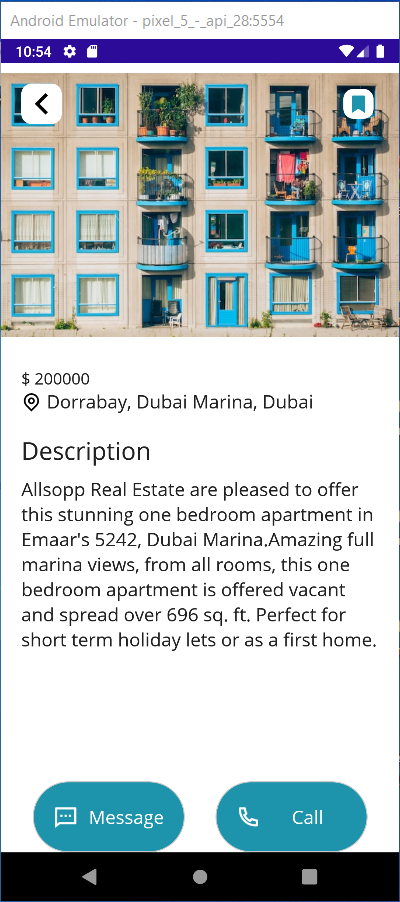 Android Emulator - pixel_5_-_api_28:5554
10:54
$ 200000
Dorrabay, Dubai Marina, Dubai
Description
Allsopp Real Estate are pleased to offer
this stunning one bedroom apartment in
Emaar's 5242, Dubai Marina.Amazing full
marina views, from all rooms, this one
bedroom apartment is offered vacant
and spread over 696 sq. ft. Perfect for
short term holiday lets or as a first home.
Message
Call